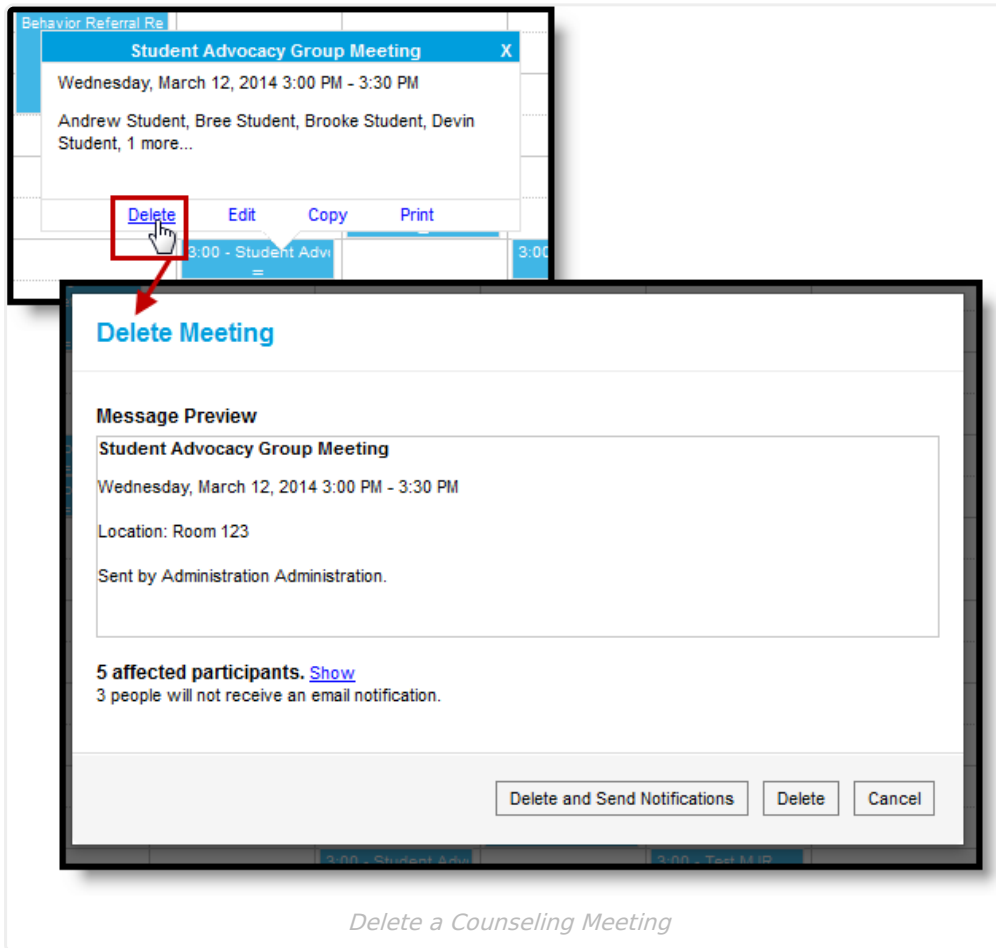 Behavior Referral Re
Student Advocacy Group Meeting X
Wednesday, March 12, 2014 3:00 PM - 3:30 PM
Andrew Student, Bree Student, Brooke Student, Devin
Student, 1 more...
Delete Edit Copy Print
3:00 - Student Adv 3:00
Delete Meeting
Message Preview
Student Advocacy Group Meeting
Wednesday, March 12, 2014 3:00 PM - 3:30 PM
Location: Room 123
Sent by Administration Administration.
5 affected participants. Show
3 people will not receive an email notification.
Delete and Send Notifications Delete Cancel
3:00 - Student Adv 3:00 - Test MJR
Delete a Counseling Meeting